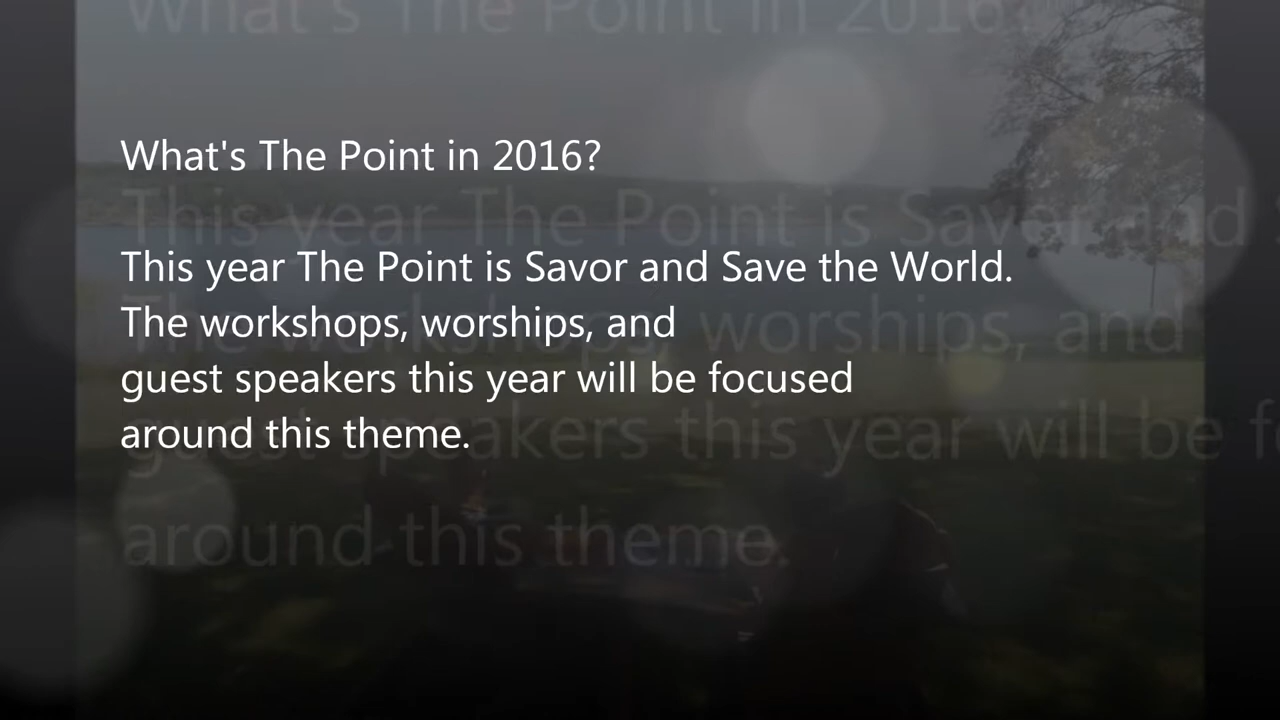 What's The Point in 2016?
This year The Point is Savor and Save the World.
The workshops, worships, and
guest speakers this year will be focused
around this theme.